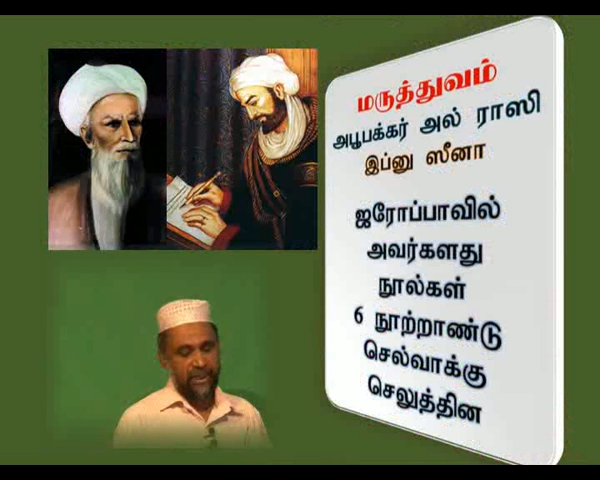 மருத்துவம்
அபூபக்கர் அல் ராஸி
இப்னு ஸீனா
ஐரோப்பாவில்
அவர்களது
நூல்கள்
6 நூற்றாண்டு
செல்வாக்கு
செலுத்தின